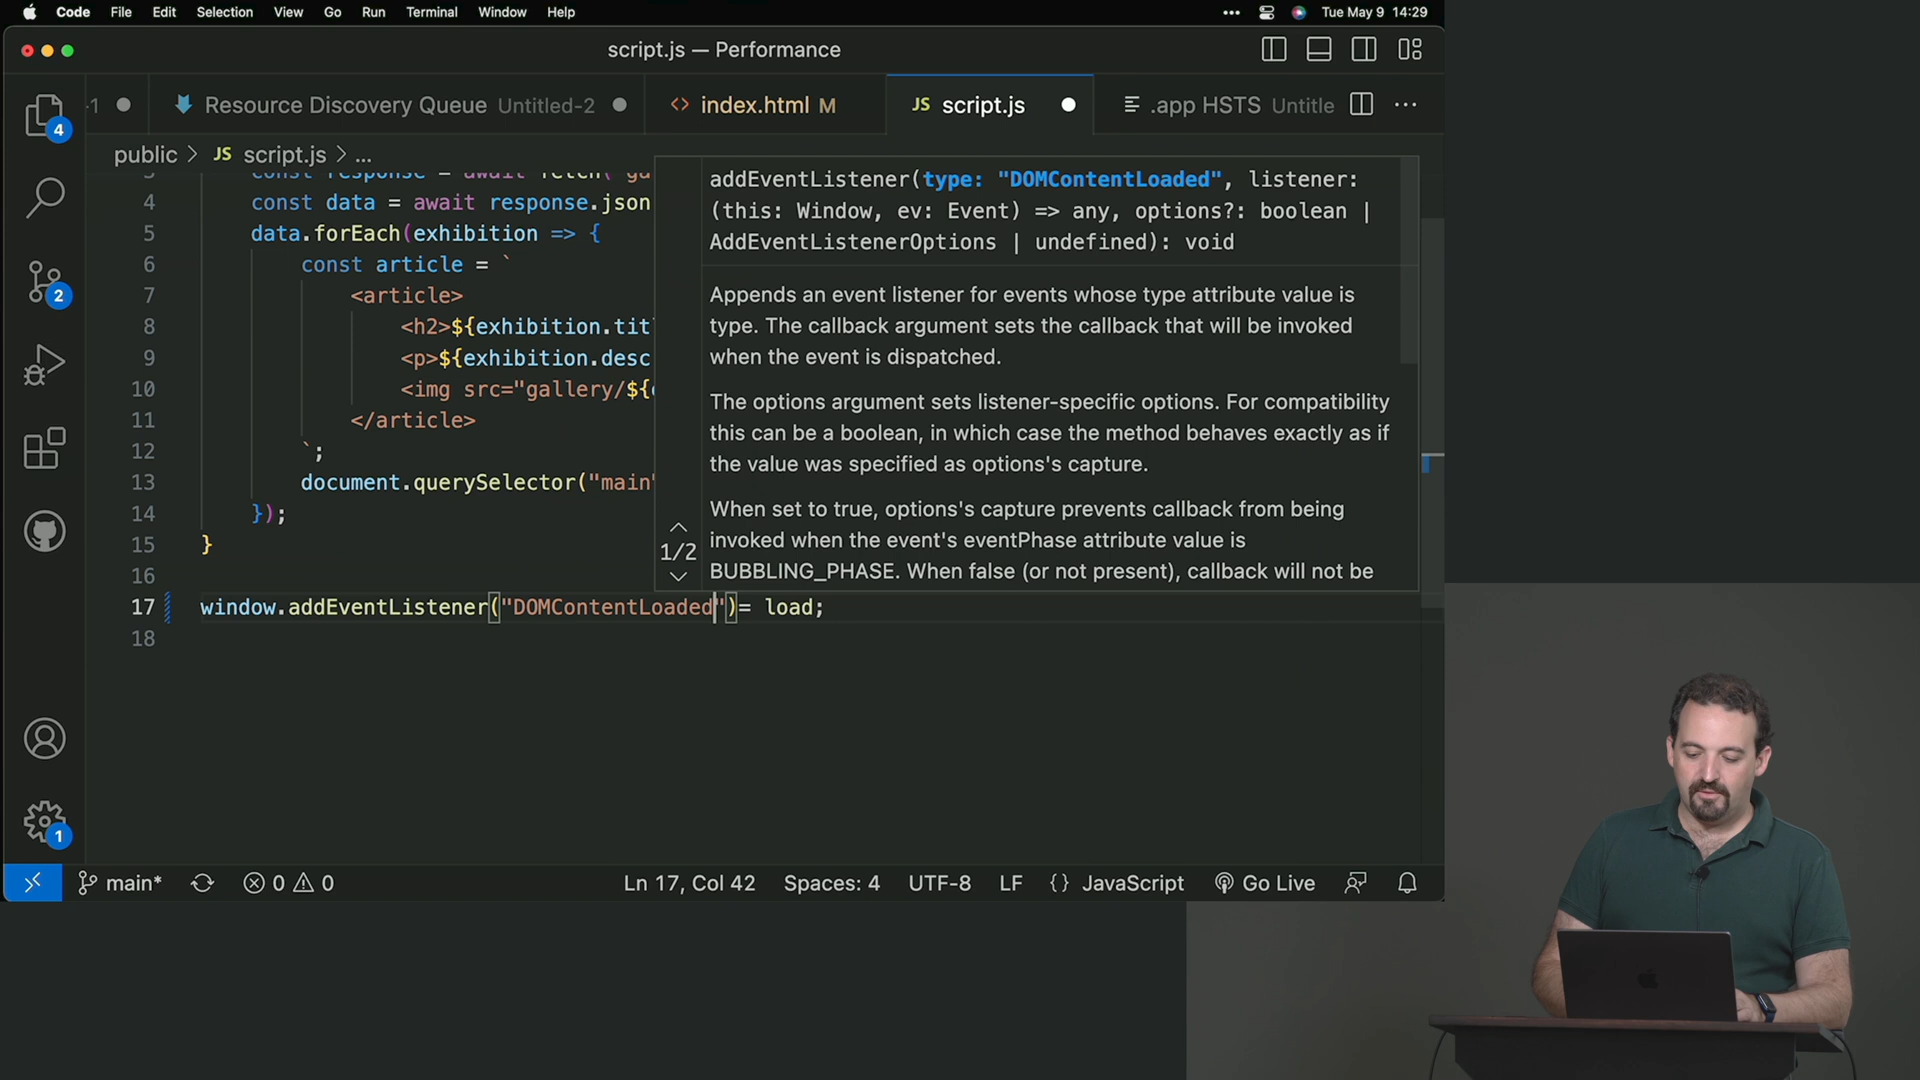 Code File Edit Selection View Go Run Terminal Window Help
Tue May 9 14:29
script.js — Performance
-1
Resource Discovery Queue Untitled-2
index.html M
JS script.js
.app HSTS Untitle
public > JS script.js > ...
4
const response = await fetch("ga
4 const data = await response.json
5 data.forEach(exhibition => {
6 const article = `
7 <article>
8 <h2>${exhibition.tit
9 <p>${exhibition.desc
10 <img src="gallery/${
11 </article>
12 `;
13 document.querySelector("main"
14 });
15 }
16
17 window.addEventListener("DOMContentLoaded")= load;
18
addEventListener(type: "DOMContentLoaded", listener:
(this: Window, ev: Event) => any, options?: boolean |
AddEventListenerOptions | undefined): void
Appends an event listener for events whose type attribute value is
type. The callback argument sets the callback that will be invoked
when the event is dispatched.
The options argument sets listener-specific options. For compatibility
this can be a boolean, in which case the method behaves exactly as if
the value was specified as options's capture.
When set to true, options's capture prevents callback from being
invoked when the event's eventPhase attribute value is
BUBBLING_PHASE. When false (or not present), callback will not be
1/2
2
1
main* 0 0
Ln 17, Col 42 Spaces: 4 UTF-8 LF {} JavaScript Go Live